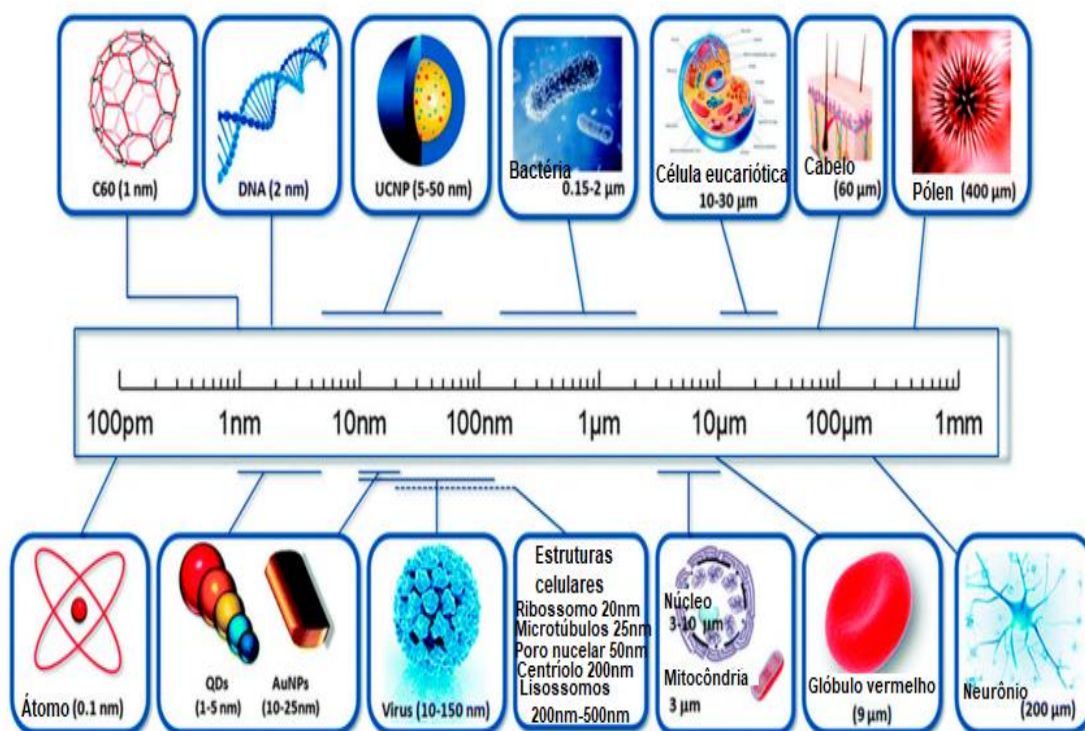 C60 (1 nm)
DNA (2 nm)
UCNP (5-50 nm)
Bactéria
0.15-2 µm
Célula eucariótica
10-30 µm
Cabelo
(60 µm)
Pólen (400 µm)
100pm 1nm 10nm 100nm 1µm 10µm 100µm 1mm
Átomo (0.1 nm)
QDs
(1-5 nm)
AuNPs
(10-25nm)
Virus (10-150 nm)
Estruturas
celulares
Ribossomo 20nm
Microtúbulos 25nm
Poro nucelar 50nm
Centríolo 200nm
Lisossomos
200nm-500nm
Núcleo
3-10 µm
Mitocôndria
3 µm
Glóbulo vermelho
(9 µm)
Neurônio
(200 µm)